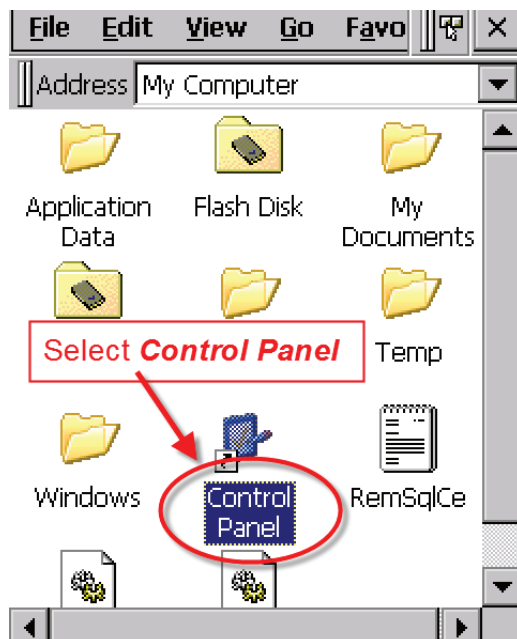 File Edit View Go Favo
Address My Computer
Application Data
Flash Disk
My Documents
Select Control Panel
Temp
Windows
Control Panel
RemSqlCe